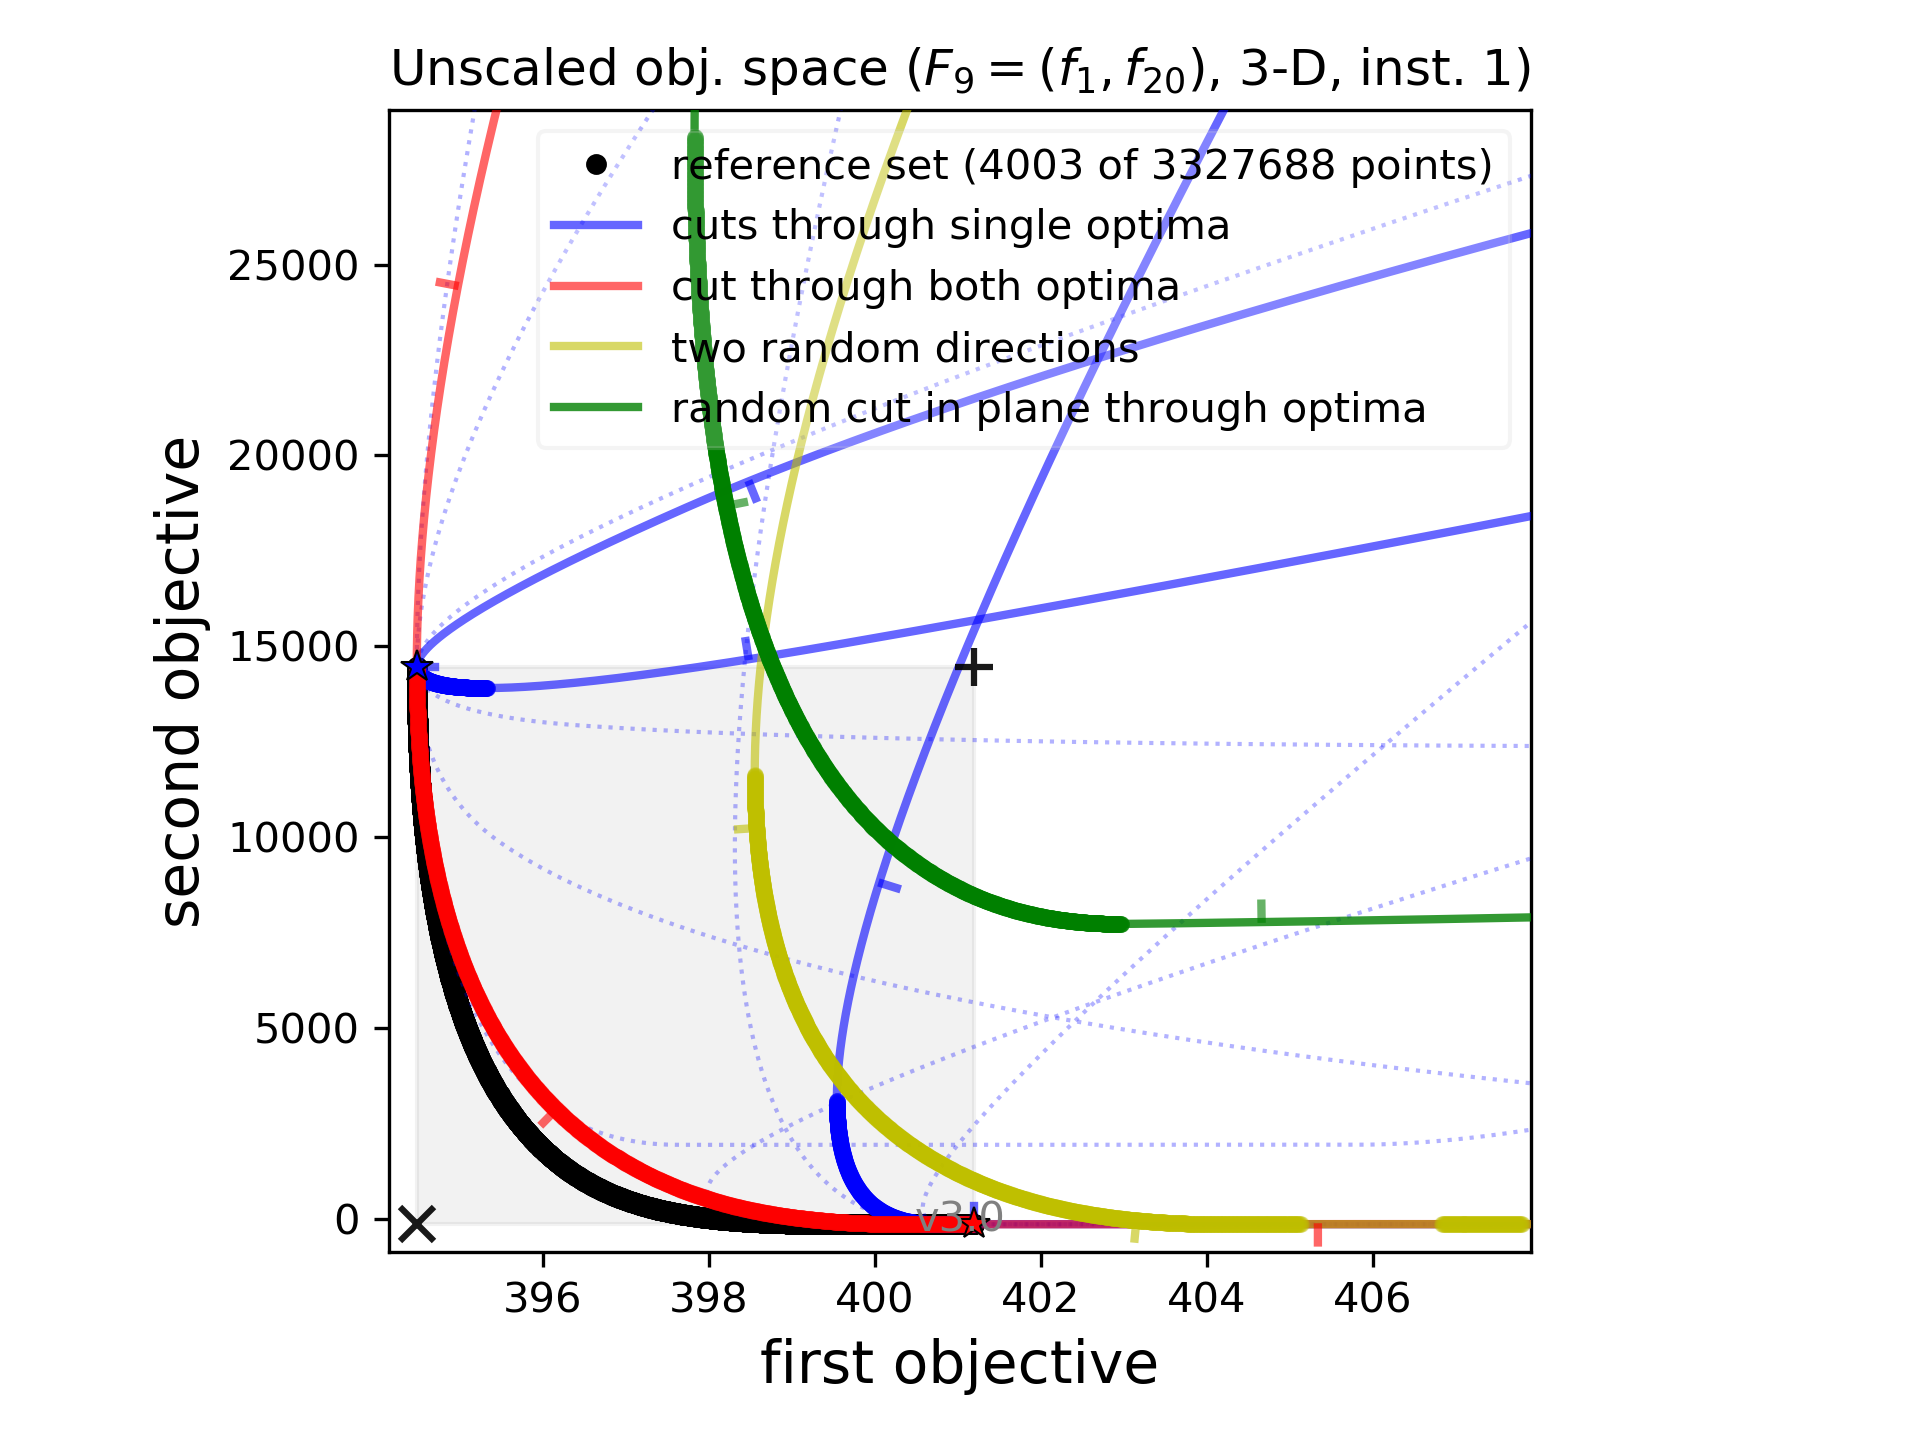 Unscaled obj. space (F₉ = (f₁, f₂₀), 3-D, inst. 1)
reference set (4003 of 3327688 points)
cuts through single optima
cut through both optima
two random directions
random cut in plane through optima
second objective
25000
20000
15000
10000
5000
0
v3.0
396 398 400 402 404 406
first objective